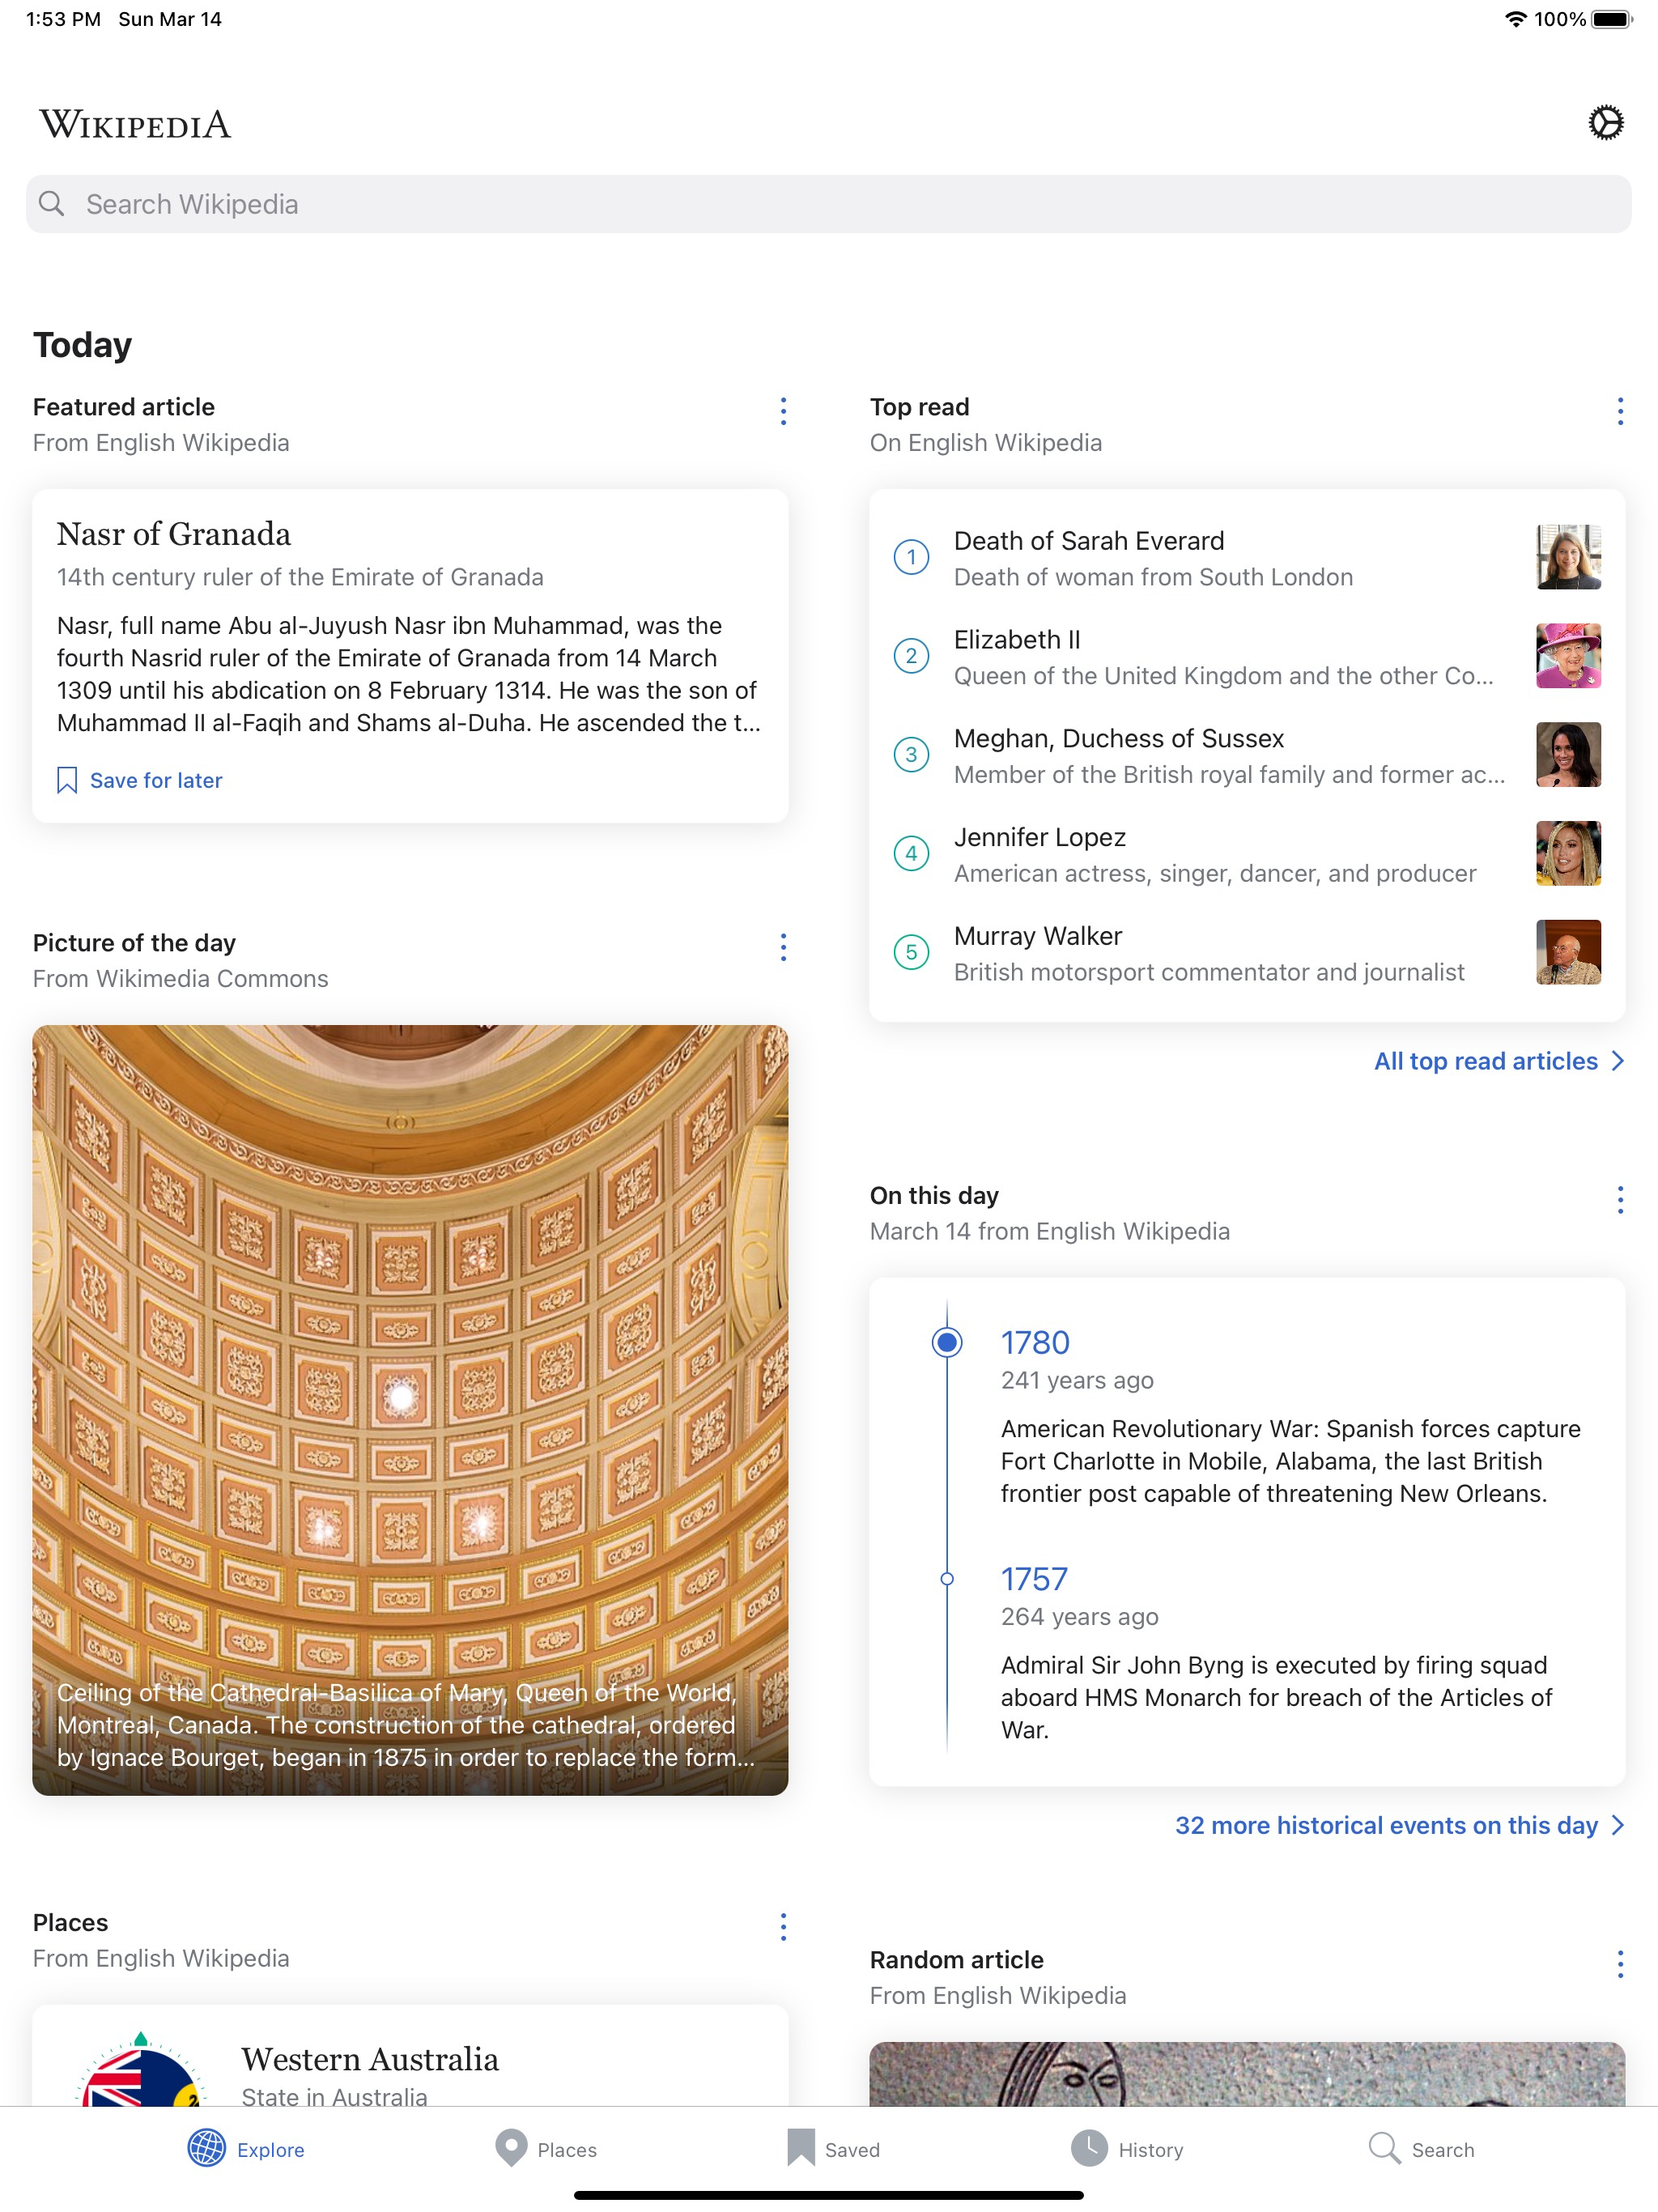 1:53 PM Sun Mar 14
100%
WIKIPEDIA
Search Wikipedia
Today
Featured article
From English Wikipedia
Nasr of Granada
14th century ruler of the Emirate of Granada
Nasr, full name Abu al-Juyush Nasr ibn Muhammad, was the
fourth Nasrid ruler of the Emirate of Granada from 14 March
1309 until his abdication on 8 February 1314. He was the son of
Muhammad II al-Faqih and Shams al-Duha. He ascended the t...
Save for later
Picture of the day
From Wikimedia Commons
Ceiling of the Cathedral-Basilica of Mary, Queen of the World,
Montreal, Canada. The construction of the cathedral, ordered
by Ignace Bourget, began in 1875 in order to replace the form...
Places
From English Wikipedia
Western Australia
State in Australia
Top read
On English Wikipedia
1
Death of Sarah Everard
Death of woman from South London
2
Elizabeth II
Queen of the United Kingdom and the other Co...
3
Meghan, Duchess of Sussex
Member of the British royal family and former ac...
4
Jennifer Lopez
American actress, singer, dancer, and producer
5
Murray Walker
British motorsport commentator and journalist
All top read articles
On this day
March 14 from English Wikipedia
1780
241 years ago
American Revolutionary War: Spanish forces capture
Fort Charlotte in Mobile, Alabama, the last British
frontier post capable of threatening New Orleans.
1757
264 years ago
Admiral Sir John Byng is executed by firing squad
aboard HMS Monarch for breach of the Articles of
War.
32 more historical events on this day
Random article
From English Wikipedia
Explore
Places
Saved
History
Search